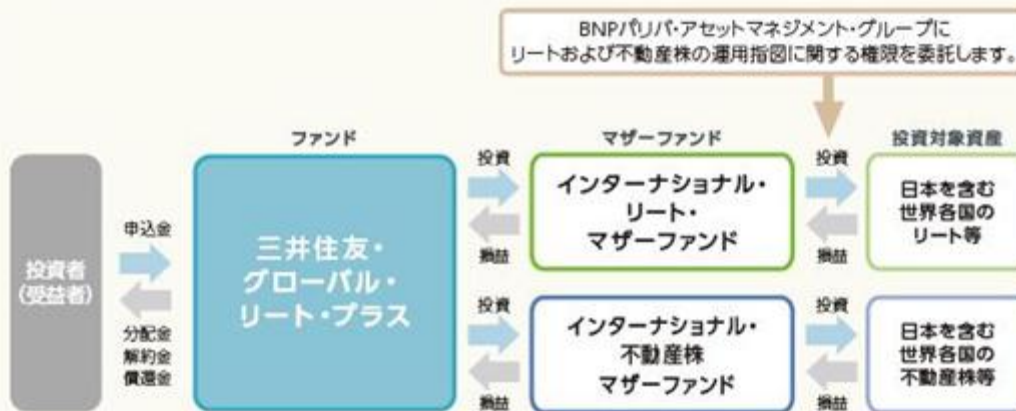 BNPパリバ・アセットマネジメント・グループに
リートおよび不動産株の運用指図に関する権限を委託します。
ファンド
マザーファンド
投資対象資産
投資者
(受益者)
申込金
分配金
解約金
償還金
三井住友・
グローバル・
リート・プラス
投資
損益
インターナショナル・
リート・
マザーファンド
投資
損益
日本を含む
世界各国の
リート等
投資
損益
インターナショナル・
不動産株
マザーファンド
投資
損益
日本を含む
世界各国の
不動産株等